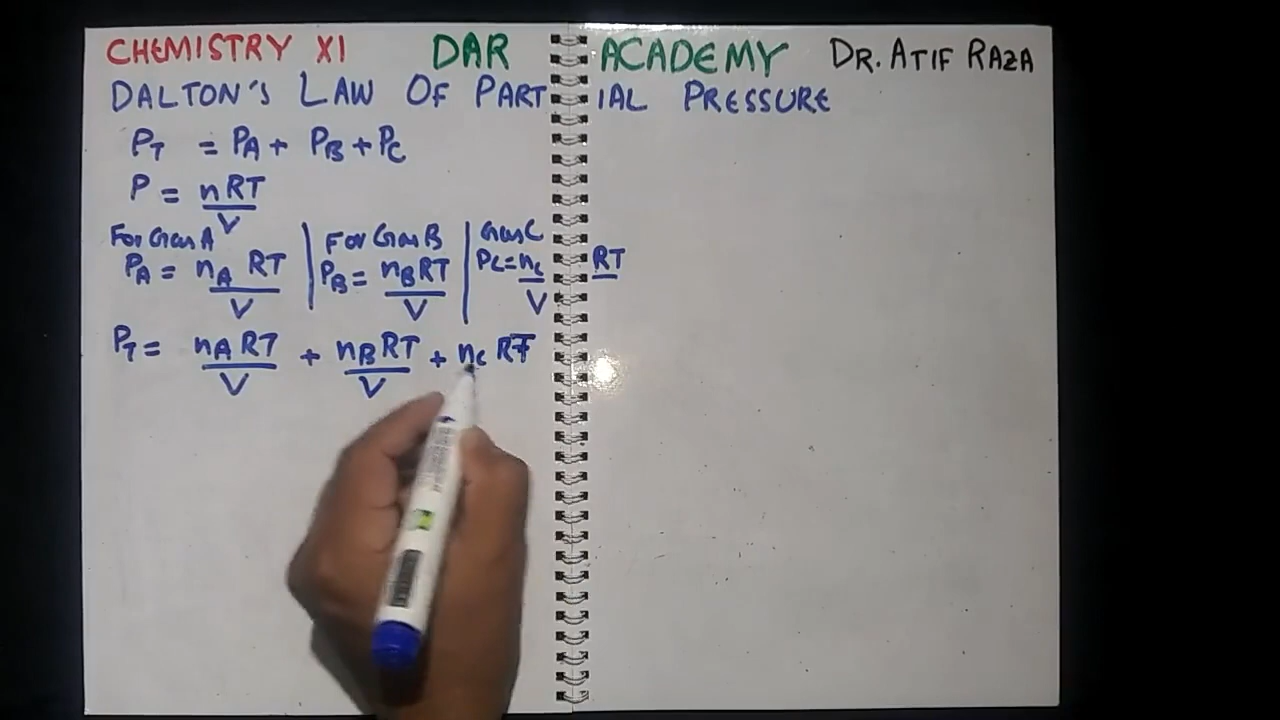 CHEMISTRY XI DAR ACADEMY DR. ATIF RAZA
DALTON'S LAW OF PARTIAL PRESSURE
PT = PA + PB + PC
P = nRT
V
For Gas A | For Gas B | Gas C
PA = nA RT | PB = nBRT | PC = nC RT
V V V
PT = nA RT + nB RT + nC RT
V V